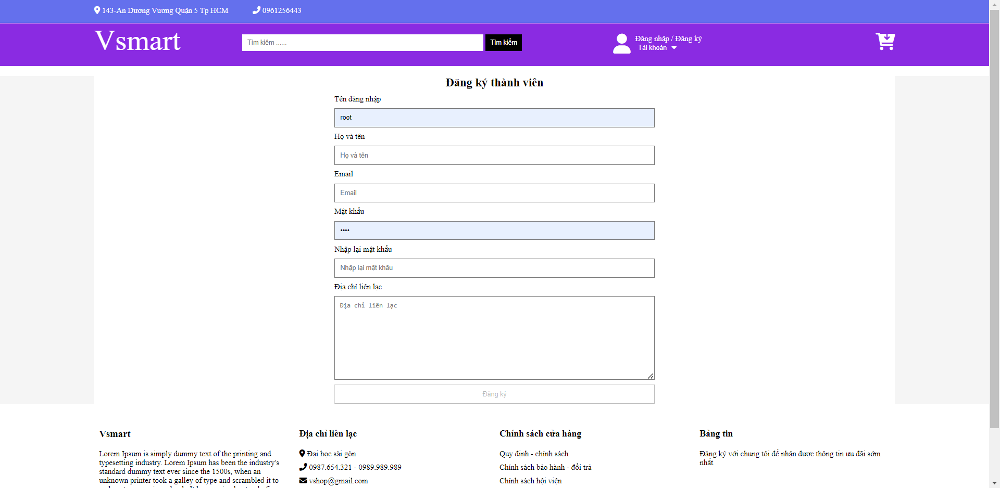 143-An Dương Vương Quận 5 Tp HCM 0961256443
Vsmart
Tìm kiếm ......
Tìm kiếm
Đăng nhập / Đăng ký
Tài khoản
Đăng ký thành viên
Tên đăng nhập
root
Họ và tên
Họ và tên
Email
Email
Mật khẩu
••••
Nhập lại mật khẩu
Nhập lại mật khẩu
Địa chỉ liên lạc
Địa chỉ liên lạc
Đăng ký
Vsmart
Lorem Ipsum is simply dummy text of the printing and
typesetting industry. Lorem Ipsum has been the industry's
standard dummy text ever since the 1500s, when an
unknown printer took a galley of type and scrambled it to
Địa chỉ liên lạc
Đại học sài gòn
0987.654.321 - 0989.989.989
vshop@gmail.com
Chính sách cửa hàng
Quy định - chính sách
Chính sách bảo hành - đổi trả
Chính sách hội viện
Bảng tin
Đăng ký với chung tôi để nhận được thông tin ưu đãi sớm
nhất